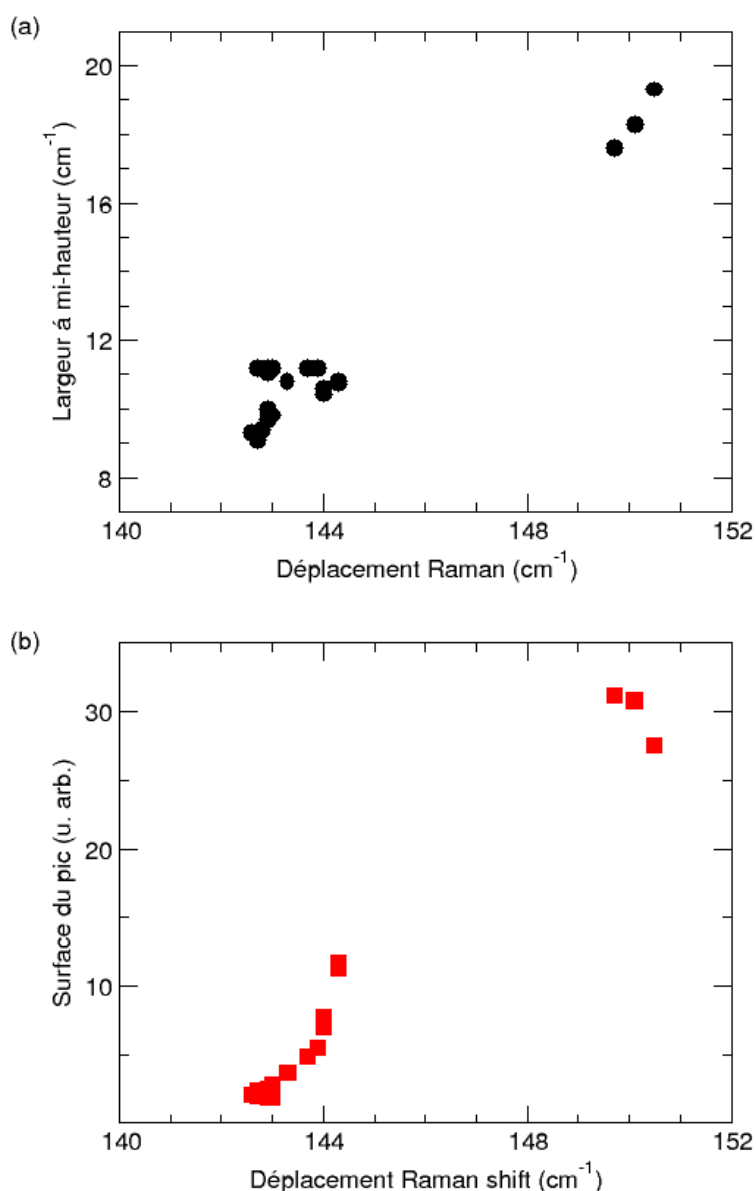 (a)
20
16
12
8
Largeur á mi-hauteur (cm-1)
140
144
148
152
Déplacement Raman (cm-1)
(b)
30
20
10
Surface du pic (u. arb.)
140
144
148
152
Déplacement Raman shift (cm-1)